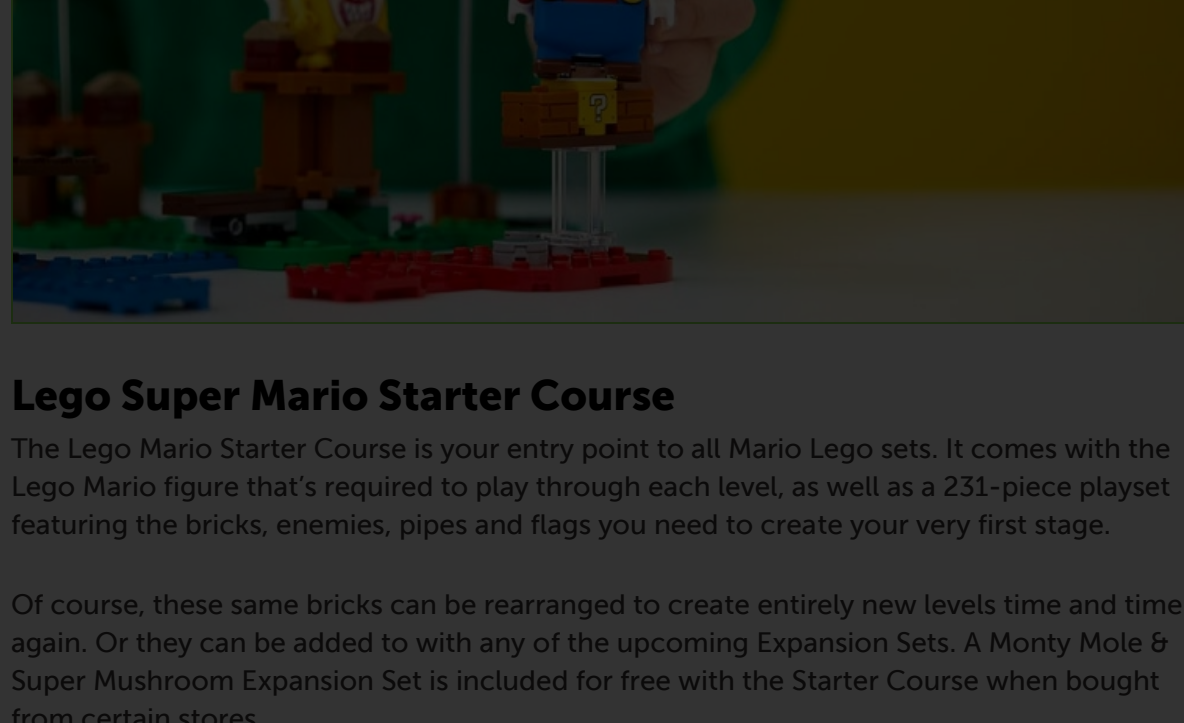 ?
Lego Super Mario Starter Course
The Lego Mario Starter Course is your entry point to all Mario Lego sets. It comes with the
Lego Mario figure that’s required to play through each level, as well as a 231-piece playset
featuring the bricks, enemies, pipes and flags you need to create your very first stage.
Of course, these same bricks can be rearranged to create entirely new levels time and time
again. Or they can be added to with any of the upcoming Expansion Sets. A Monty Mole &
Super Mushroom Expansion Set is included for free with the Starter Course when bought
from certain stores.